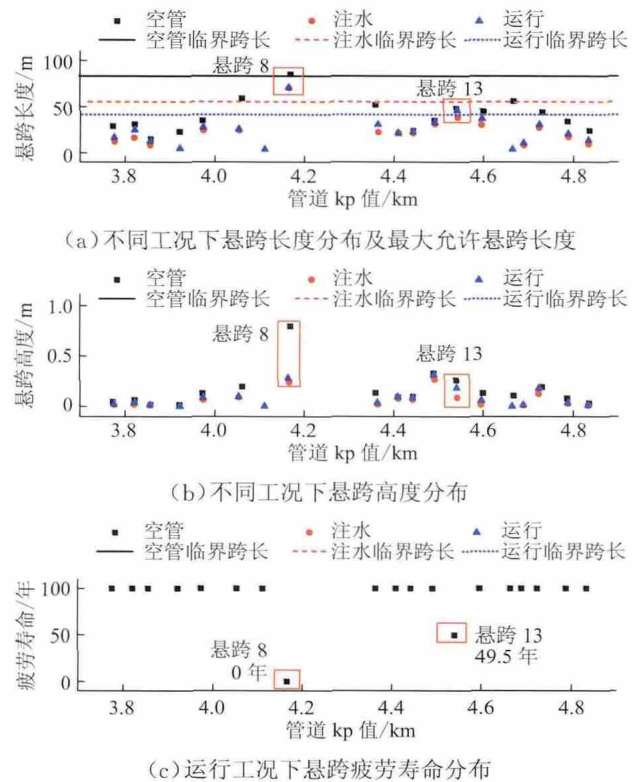 空管 注水 运行
空管临界跨长 注水临界跨长 运行临界跨长
悬跨 8
悬跨 13
悬跨长度/m
100
50
0
3.8 4.0 4.2 4.4 4.6 4.8
管道 kp 值/km
(a)不同工况下悬跨长度分布及最大允许悬跨长度
空管 注水 运行
空管临界跨长 注水临界跨长 运行临界跨长
悬跨 8
悬跨 13
悬跨高度/m
1.0
0.5
0
3.8 4.0 4.2 4.4 4.6 4.8
管道 kp 值/km
(b)不同工况下悬跨高度分布
空管 注水 运行
空管临界跨长 注水临界跨长 运行临界跨长
疲劳寿命/年
100
50
0
悬跨 8
0 年
悬跨 13
49.5 年
3.8 4.0 4.2 4.4 4.6 4.8
管道 kp 值/km
(c)运行工况下悬跨疲劳寿命分布